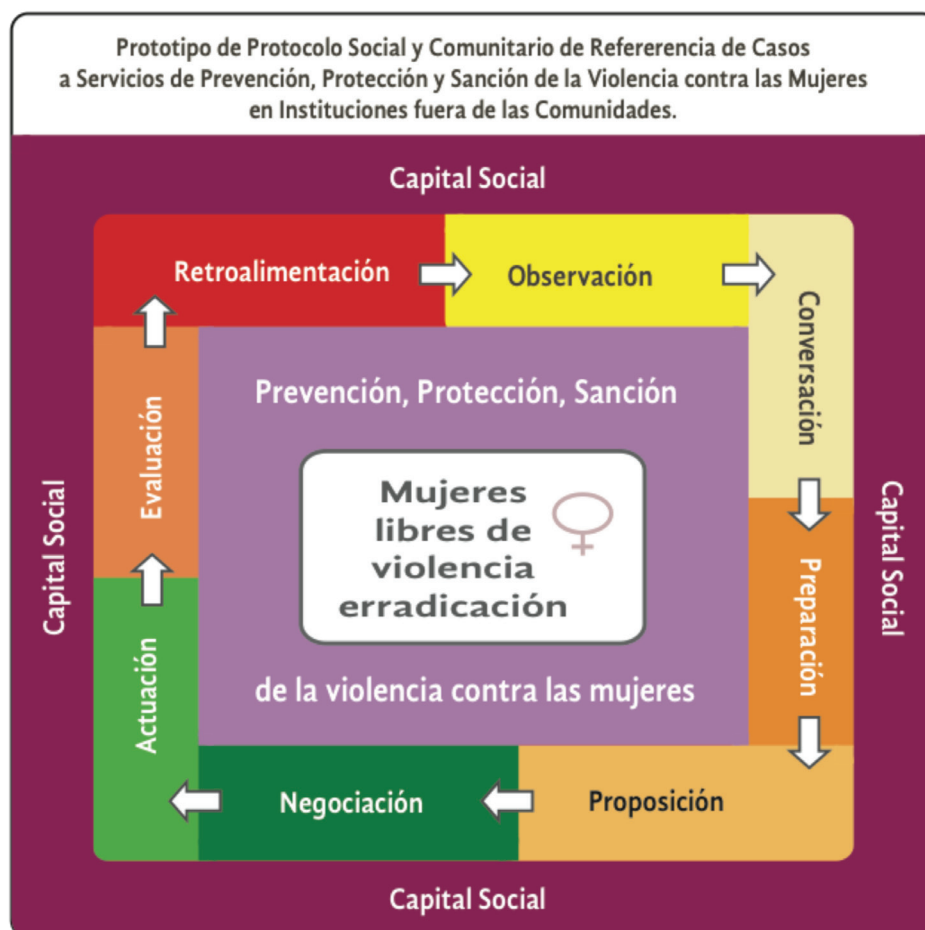 Prototipo de Protocolo Social y Comunitario de Refererencia de Casos
a Servicios de Prevención, Protección y Sanción de la Violencia contra las Mujeres
en Instituciones fuera de las Comunidades.
Capital Social
Retroalimentación
Observación
Conversación
Preparación
Proposición
Negociación
Actuación
Evaluación
Prevención, Protección, Sanción
Mujeres
libres de
violencia
erradicación
de la violencia contra las mujeres
Capital Social
Capital Social
Capital Social